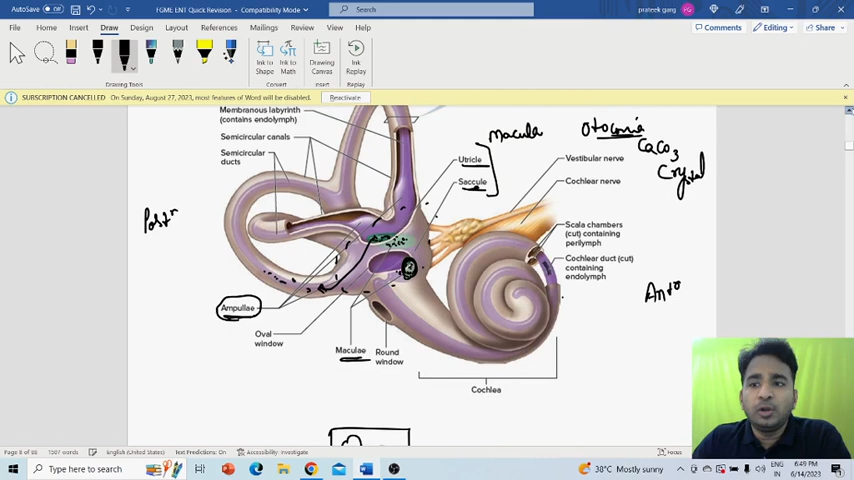 AutoSave Off
FGME ENT Quick Revision - Compatibility Mode
Search
prateek garg
PG
File Home Insert Draw Design Layout References Mailings Review View Help
Comments Editing Share
Ink to Shape
Ink to Math
Drawing Canvas
Ink Replay
Drawing Tools Convert Insert Replay
SUBSCRIPTION CANCELLED On Sunday, August 27, 2023, most features of Word will be disabled. Reactivate
Membranous labyrinth
(contains endolymph)
Semicircular canals
Semicircular
ducts
Utricle
Saccule
macula
Otoconia
CaCO3
Crystal
Vestibular nerve
Cochlear nerve
Scala chambers
(cut) containing
perilymph
Cochlear duct (cut)
containing
endolymph
Ampullae
Oval
window
Maculae
Round
window
Cochlea
Page 8 of 88 1587 words English (United States) Text Predictions: On Accessibility: Investigate Focus
Type here to search
38°C Mostly sunny
ENG
IN
6:49 PM
6/14/2023